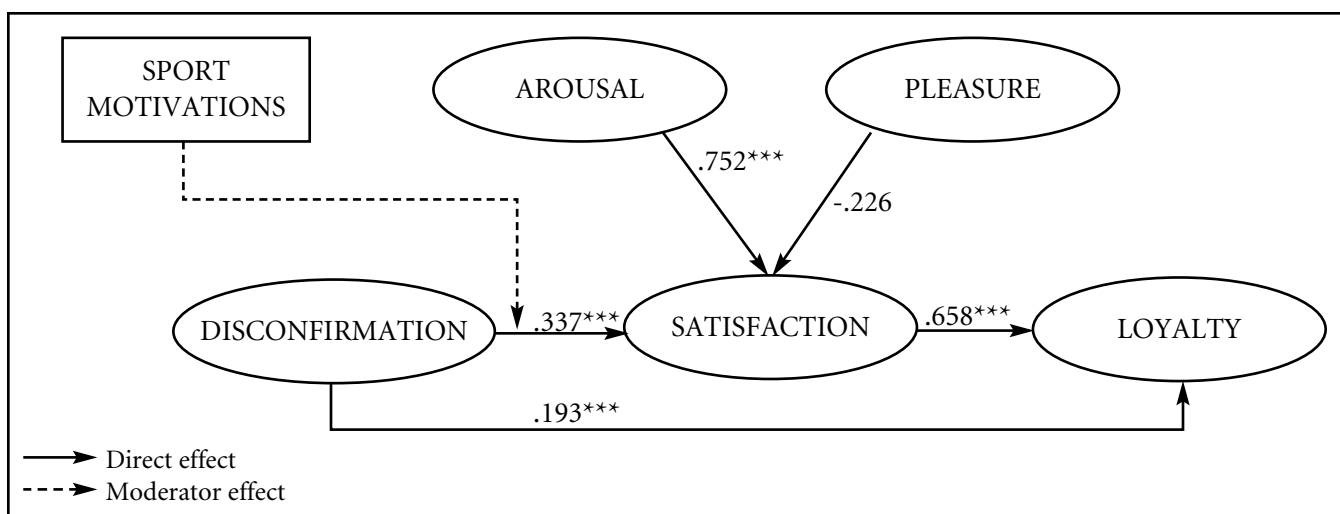 SPORT
MOTIVATIONS
AROUSAL
PLEASURE
.752***
-.226
DISCONFIRMATION
.337***
SATISFACTION
.658***
LOYALTY
.193***
Direct effect
Moderator effect